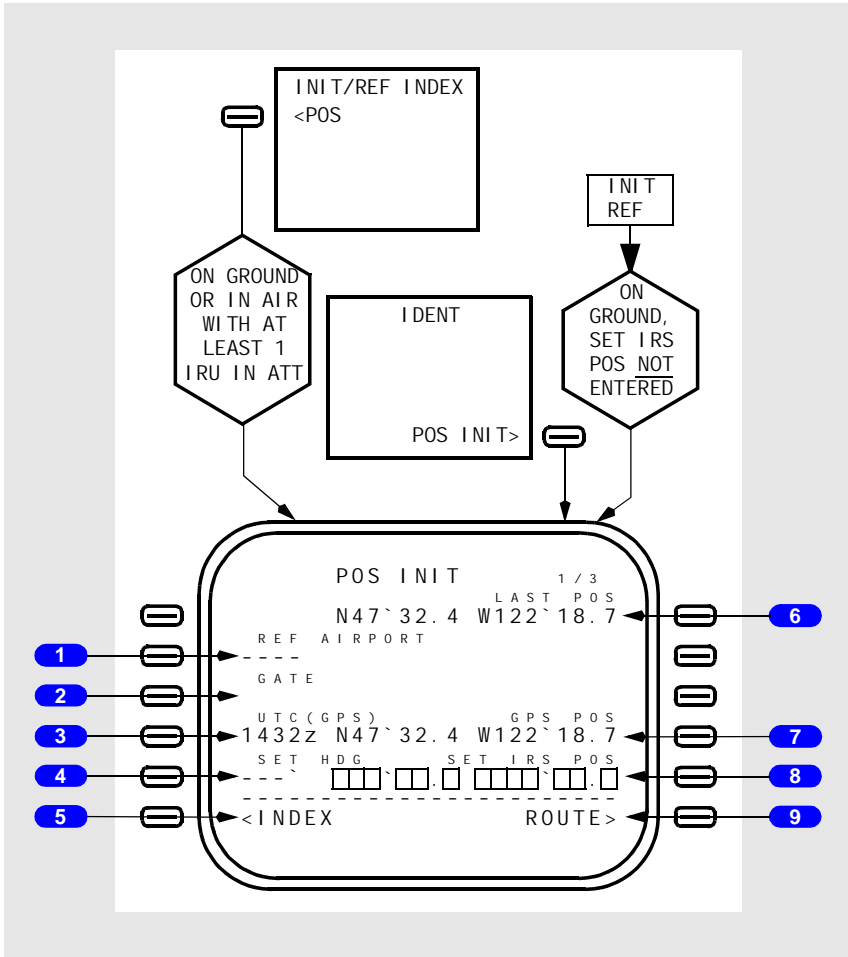 INIT/REF INDEX
<POS
INIT
REF
ON GROUND
OR IN AIR
WITH AT
LEAST 1
IRU IN ATT
IDENT
POS INIT>
ON
GROUND,
SET IRS
POS NOT
ENTERED
POS INIT 1/3
LAST POS
N47`32.4 W122`18.7
6
REF AIRPORT
1
----
GATE
2
UTC(GPS) GPS POS
3
1432z N47`32.4 W122`18.7
7
SET HDG SET IRS POS
4
---` □□□`□□.□ □□□□`□□.□
8
------------------------
5
<INDEX ROUTE>
9